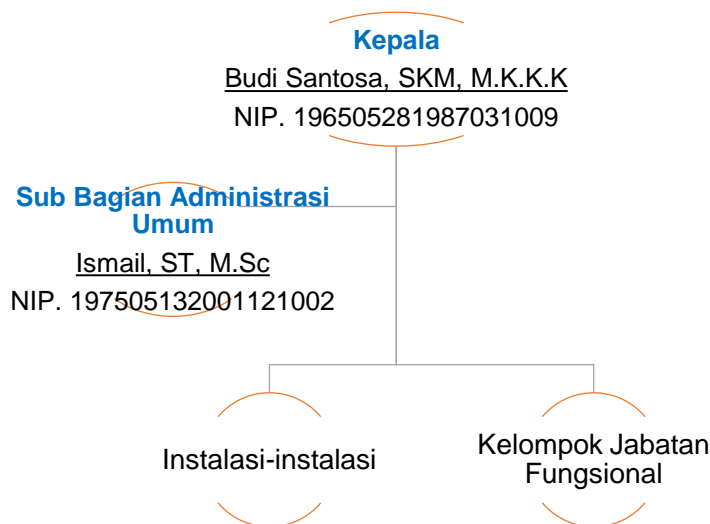 Kepala
Budi Santosa, SKM, M.K.K.K
NIP. 196505281987031009
Sub Bagian Administrasi
Umum
Ismail, ST, M.Sc
NIP. 197505132001121002
Instalasi-instalasi
Kelompok Jabatan
Fungsional